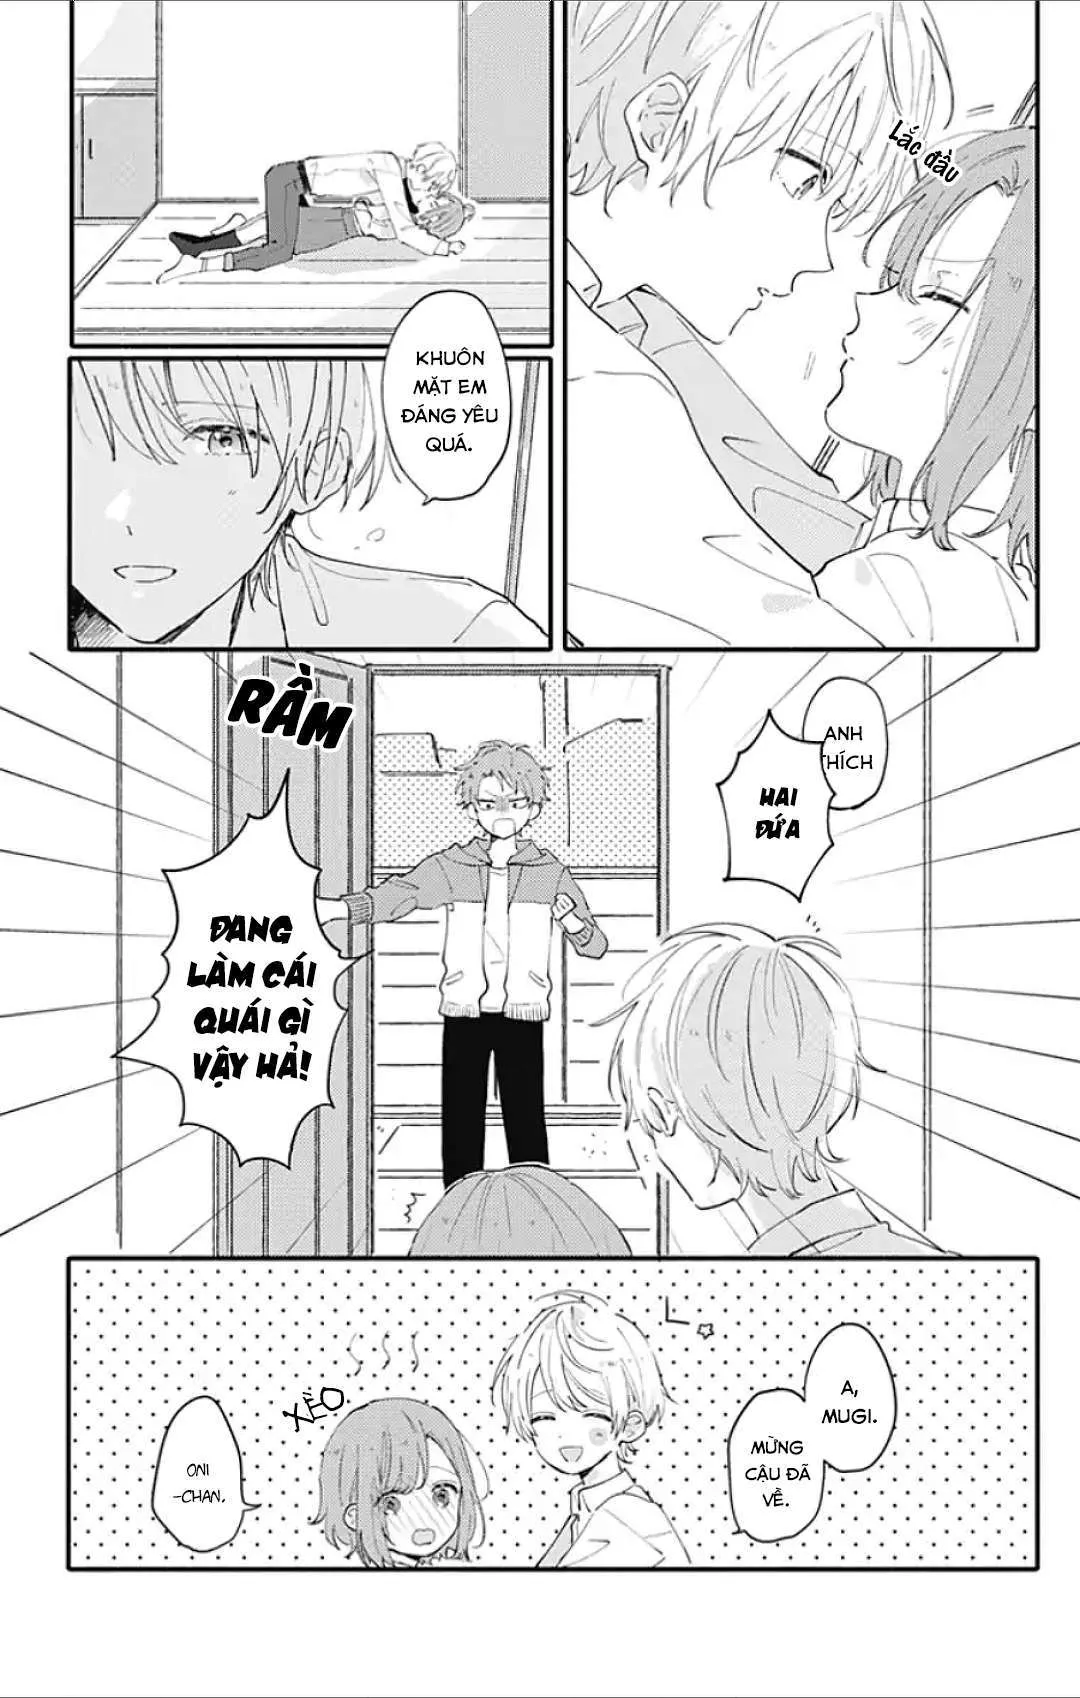 Lắc đầu
KHUÔN
MẶT EM
ĐÁNG YÊU
QUÁ.
ANH
THÍCH
HAI
ĐỨA
RẦM
ĐANG
LÀM CÁI
QUÁI GÌ
VẬY HẢ!
A,
MUGI.
MỪNG
CẬU ĐÃ
VỀ.
XÈO
ONI
-CHAN.